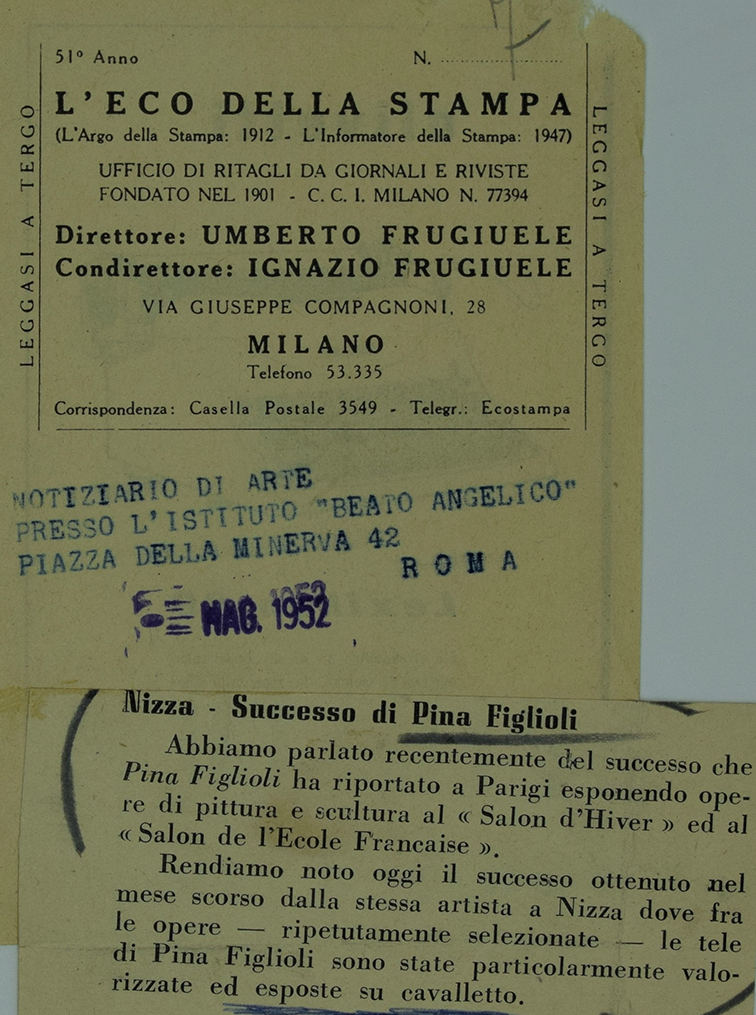 51º Anno N. ....................
L'ECO DELLA STAMPA
(L'Argo della Stampa: 1912 - L'Informatore della Stampa: 1947)
UFFICIO DI RITAGLI DA GIORNALI E RIVISTE
FONDATO NEL 1901 - C. C. I. MILANO N. 77394
Direttore: UMBERTO FRUGIUELE
Condirettore: IGNAZIO FRUGIUELE
VIA GIUSEPPE COMPAGNONI, 28
MILANO
Telefono 53.335
Corrispondenza: Casella Postale 3549 - Telegr.: Ecostampa
LEGGASI A TERGO
LEGGASI A TERGO
NOTIZIARIO DI ARTE
PRESSO L'ISTITUTO "BEATO ANGELICO"
PIAZZA DELLA MINERVA 42
ROMA
MAG. 1952
Nizza - Successo di Pina Figlioli
Abbiamo parlato recentemente del successo che
Pina Figlioli ha riportato a Parigi esponendo ope-
re di pittura e scultura al « Salon d'Hiver » ed al
« Salon de l'Ecole Francaise ».
Rendiamo noto oggi il successo ottenuto nel
mese scorso dalla stessa artista a Nizza dove fra
le opere — ripetutamente selezionate — le tele
di Pina Figlioli sono state particolarmente valo-
rizzate ed esposte su cavalletto.